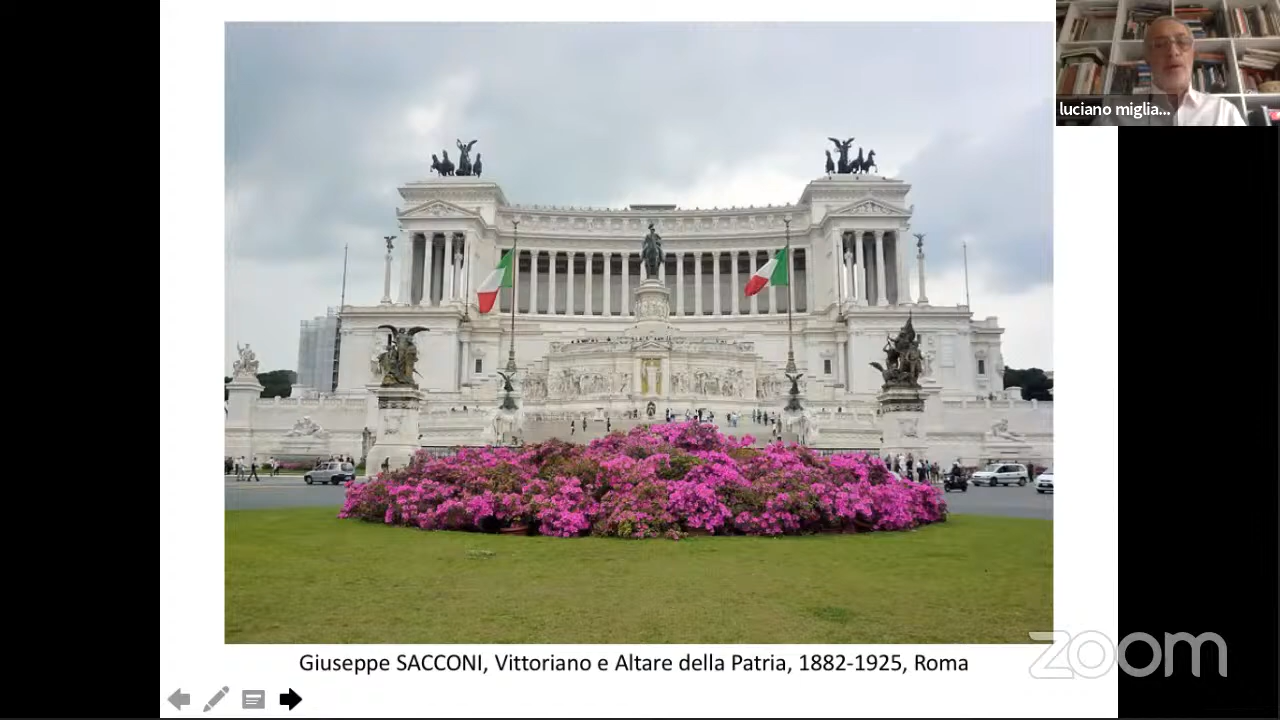 luciano miglia...
Giuseppe SACCONI, Vittoriano e Altare della Patria, 1882-1925, Roma
zoom